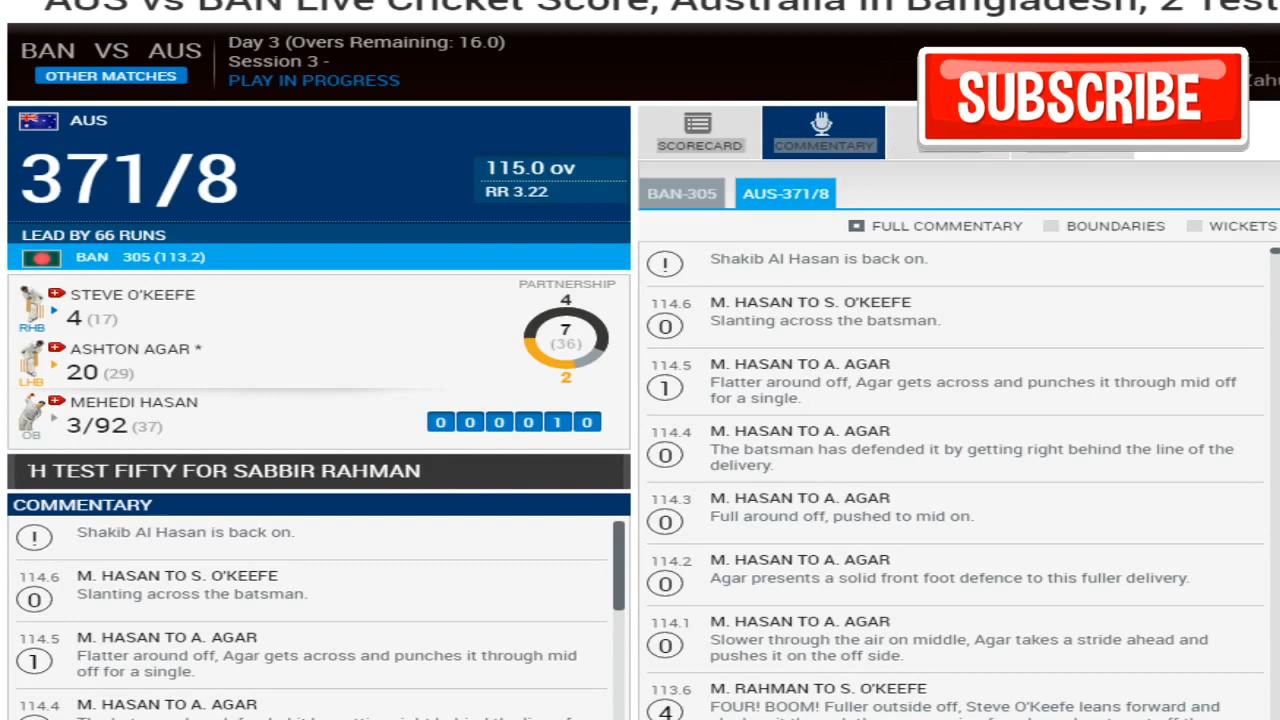 AUS vs BAN Live Cricket Score, Australia in Bangladesh, 2 Test
BAN VS AUS
OTHER MATCHES
Day 3 (Overs Remaining: 16.0)
Session 3 -
PLAY IN PROGRESS
SUBSCRIBE
AUS
371/8
115.0 ov
RR 3.22
LEAD BY 66 RUNS
BAN 305 (113.2)
STEVE O'KEEFE
4 (17)
RHB
ASHTON AGAR *
20 (29)
LHB
MEHEDI HASAN
3/92 (37)
OB
PARTNERSHIP
4
7
(36)
2
0 0 0 0 1 0
'H TEST FIFTY FOR SABBIR RAHMAN
COMMENTARY
! Shakib Al Hasan is back on.
114.6 M. HASAN TO S. O'KEEFE
0 Slanting across the batsman.
114.5 M. HASAN TO A. AGAR
1 Flatter around off, Agar gets across and punches it through mid
off for a single.
114.4 M. HASAN TO A. AGAR
SCORECARD
COMMENTARY
BAN-305
AUS-371/8
FULL COMMENTARY
BOUNDARIES
WICKETS
! Shakib Al Hasan is back on.
114.6 M. HASAN TO S. O'KEEFE
0 Slanting across the batsman.
114.5 M. HASAN TO A. AGAR
1 Flatter around off, Agar gets across and punches it through mid off
for a single.
114.4 M. HASAN TO A. AGAR
0 The batsman has defended it by getting right behind the line of the
delivery.
114.3 M. HASAN TO A. AGAR
0 Full around off, pushed to mid on.
114.2 M. HASAN TO A. AGAR
0 Agar presents a solid front foot defence to this fuller delivery.
114.1 M. HASAN TO A. AGAR
0 Slower through the air on middle, Agar takes a stride ahead and
pushes it on the off side.
113.6 M. RAHMAN TO S. O'KEEFE
4 FOUR! BOOM! Fuller outside off, Steve O'Keefe leans forward and